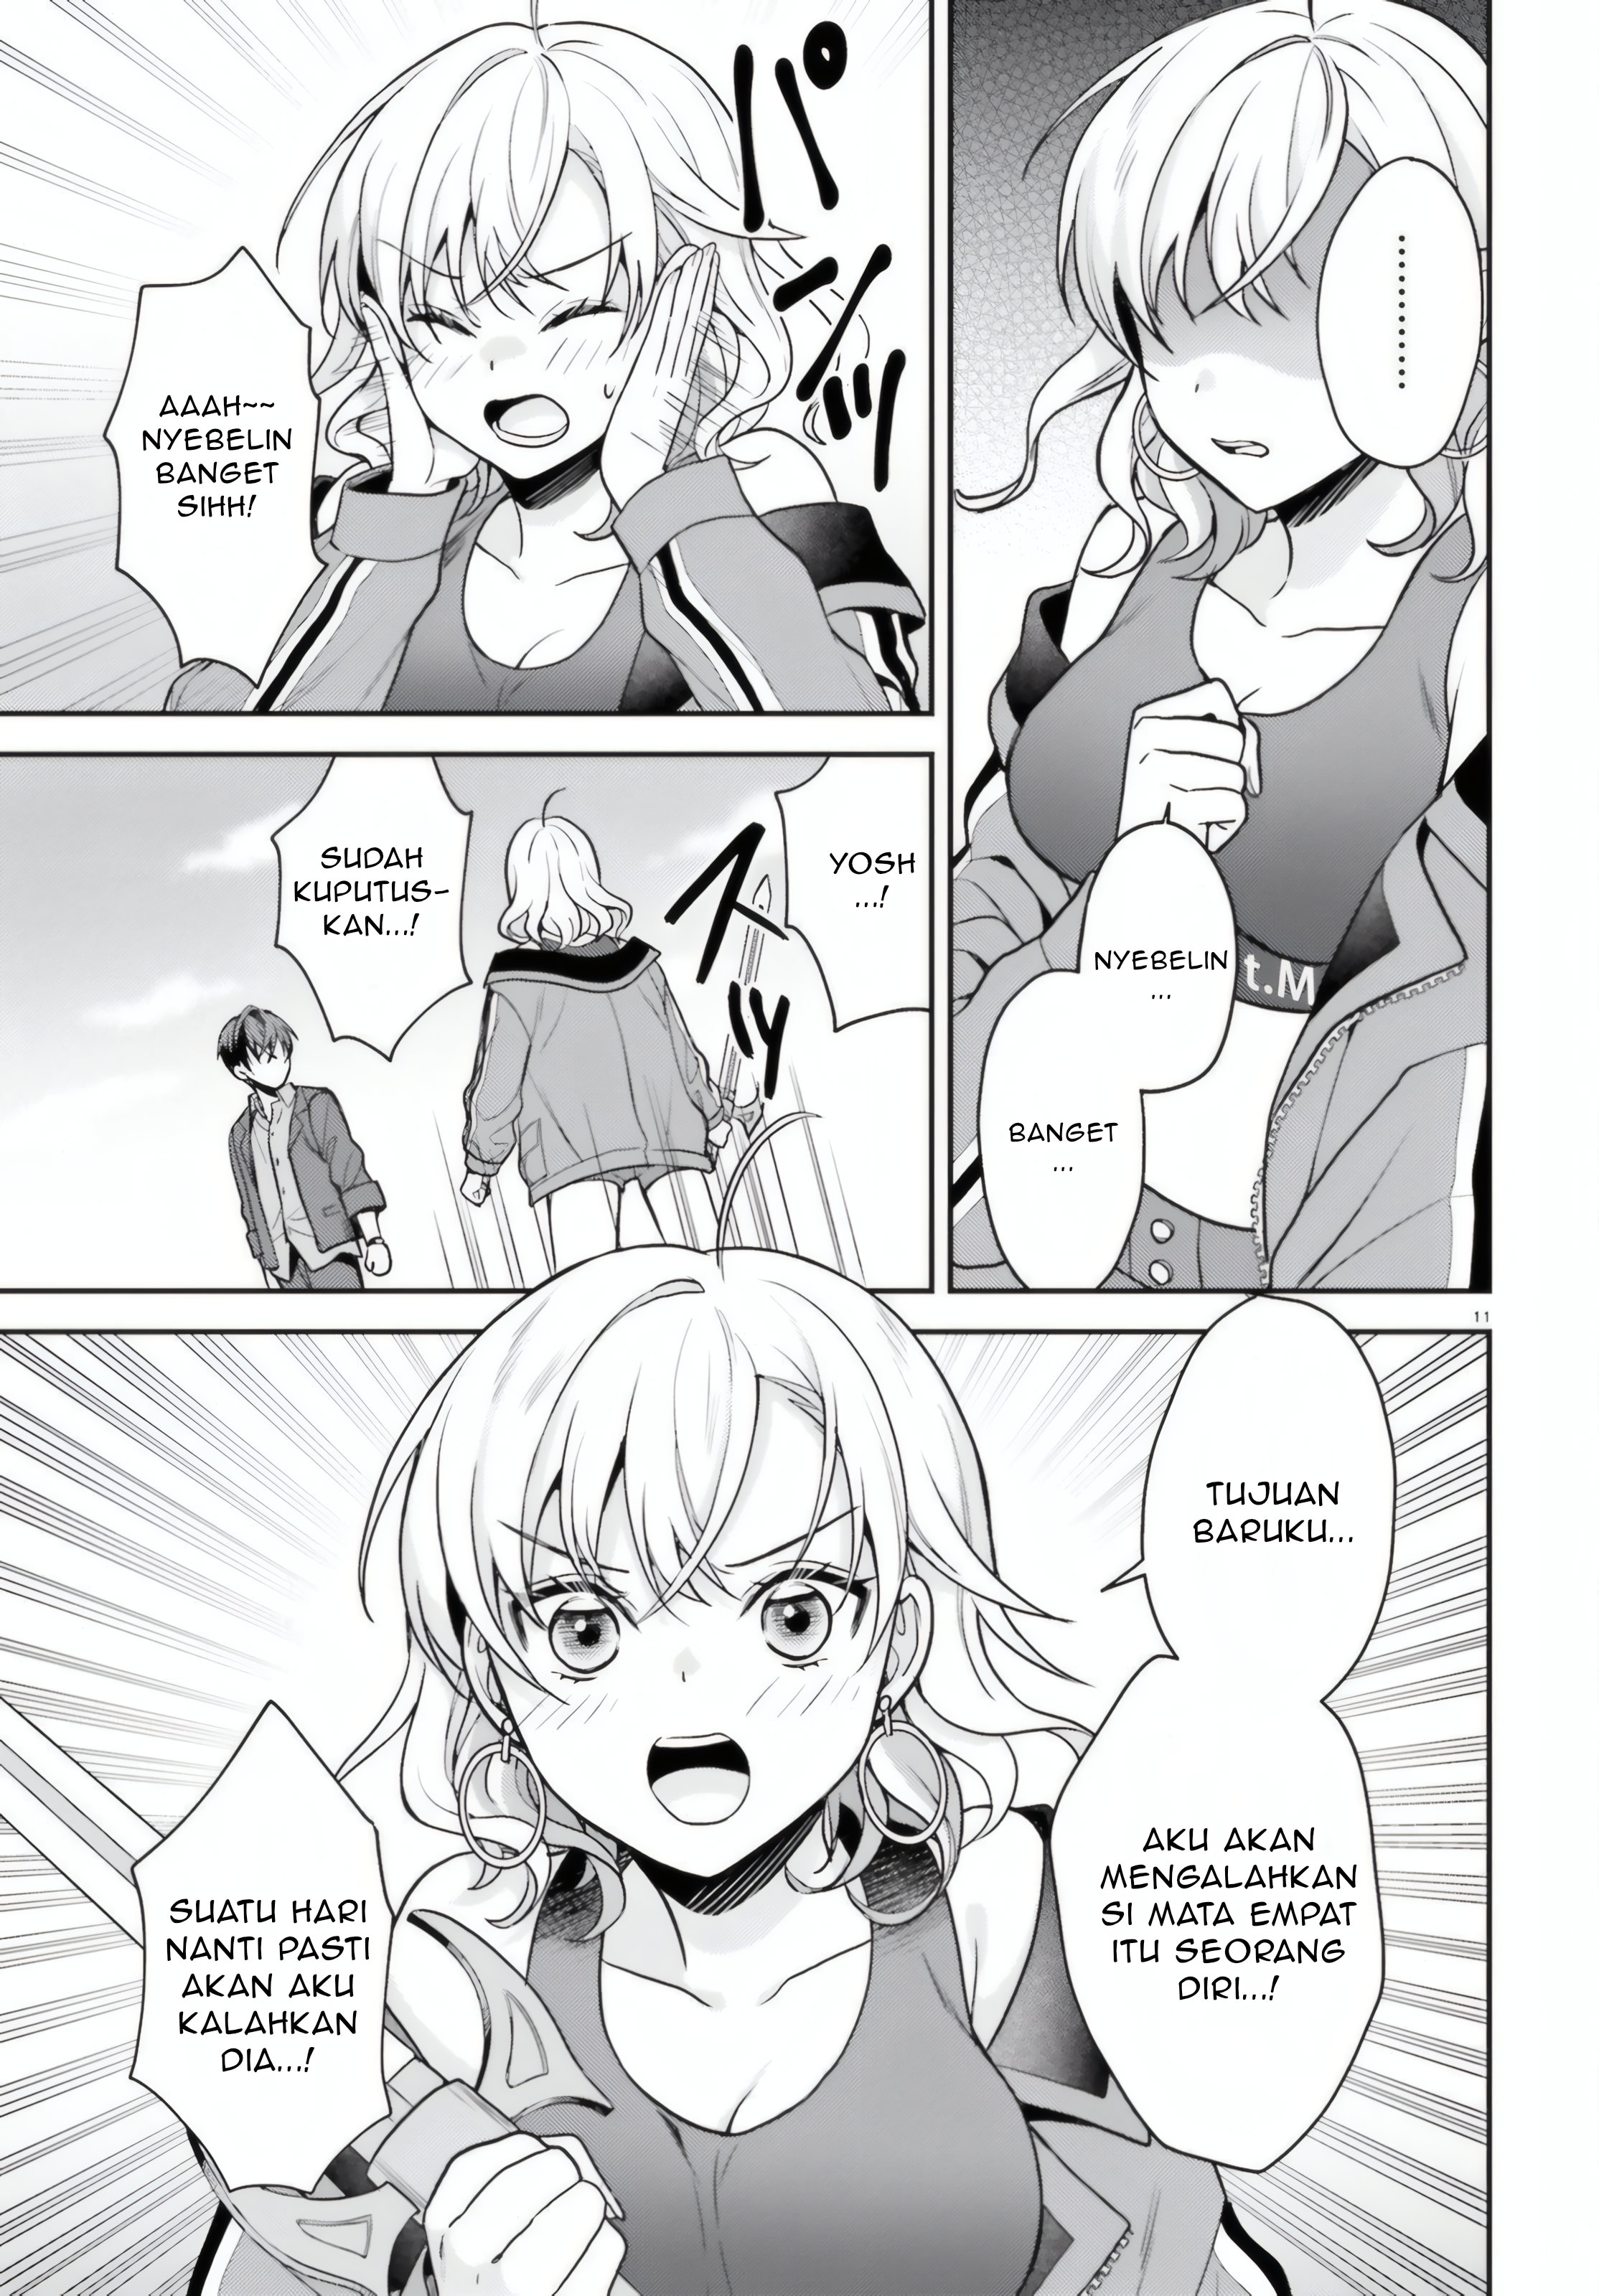 ..........
NYEBELIN
...
BANGET
...
t.M
パンッッ
AAAH~~
NYEBELIN
BANGET
SIHH!
YOSH
...!
スッ
SUDAH
KUPUTUS-
KAN...!
11
TUJUAN
BARUKU...
AKU AKAN
MENGALAHKAN
SI MATA EMPAT
ITU SEORANG
DIRI...!
SUATU HARI
NANTI PASTI
AKAN AKU
KALAHKAN
DIA...!